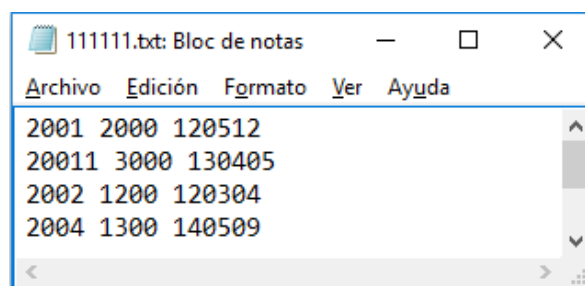 111111.txt: Bloc de notas
Archivo Edición Formato Ver Ayuda
2001 2000 120512
20011 3000 130405
2002 1200 120304
2004 1300 140509